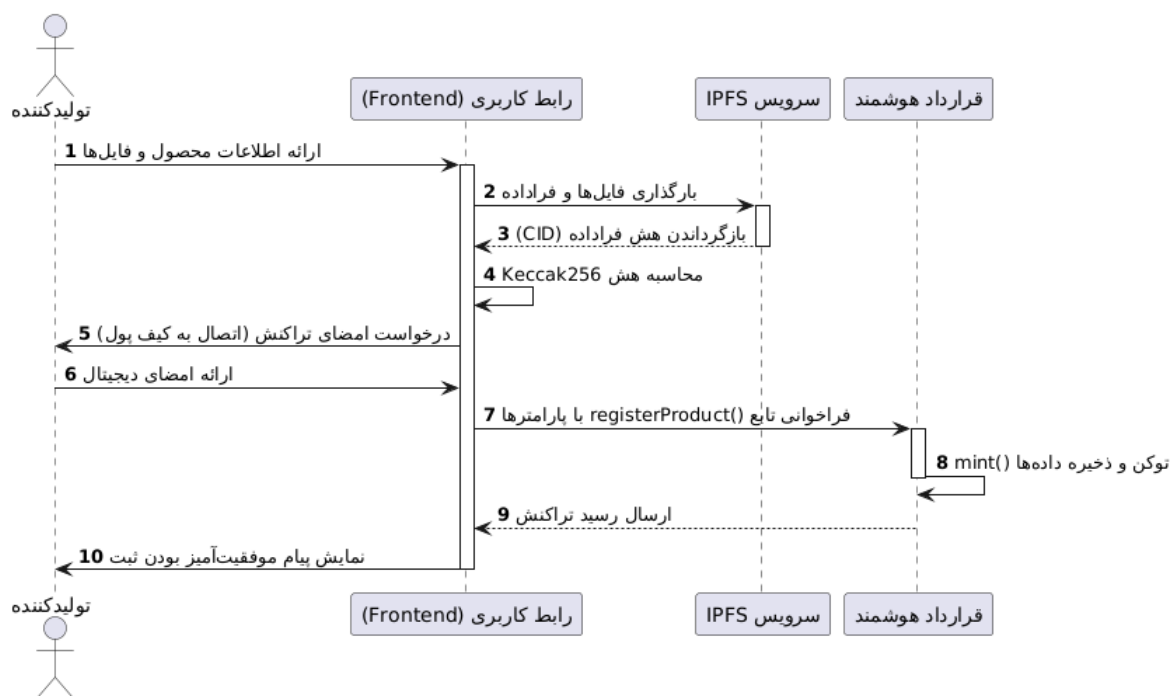 تولیدکننده
رابط کاربری (Frontend)
سرویس IPFS
قرارداد هوشمند
1 ارائه اطلاعات محصول و فایل‌ها
2 بارگذاری فایل‌ها و فراداده
3 بازگرداندن هش فراداده (CID)
4 محاسبه هش Keccak256
5 درخواست امضای تراکنش (اتصال به کیف پول)
6 ارائه امضای دیجیتال
7 فراخوانی تابع registerProduct() با پارامترها
8 mint() توکن و ذخیره داده‌ها
9 ارسال رسید تراکنش
10 نمایش پیام موفقیت‌آمیز بودن ثبت
تولیدکننده
رابط کاربری (Frontend)
سرویس IPFS
قرارداد هوشمند